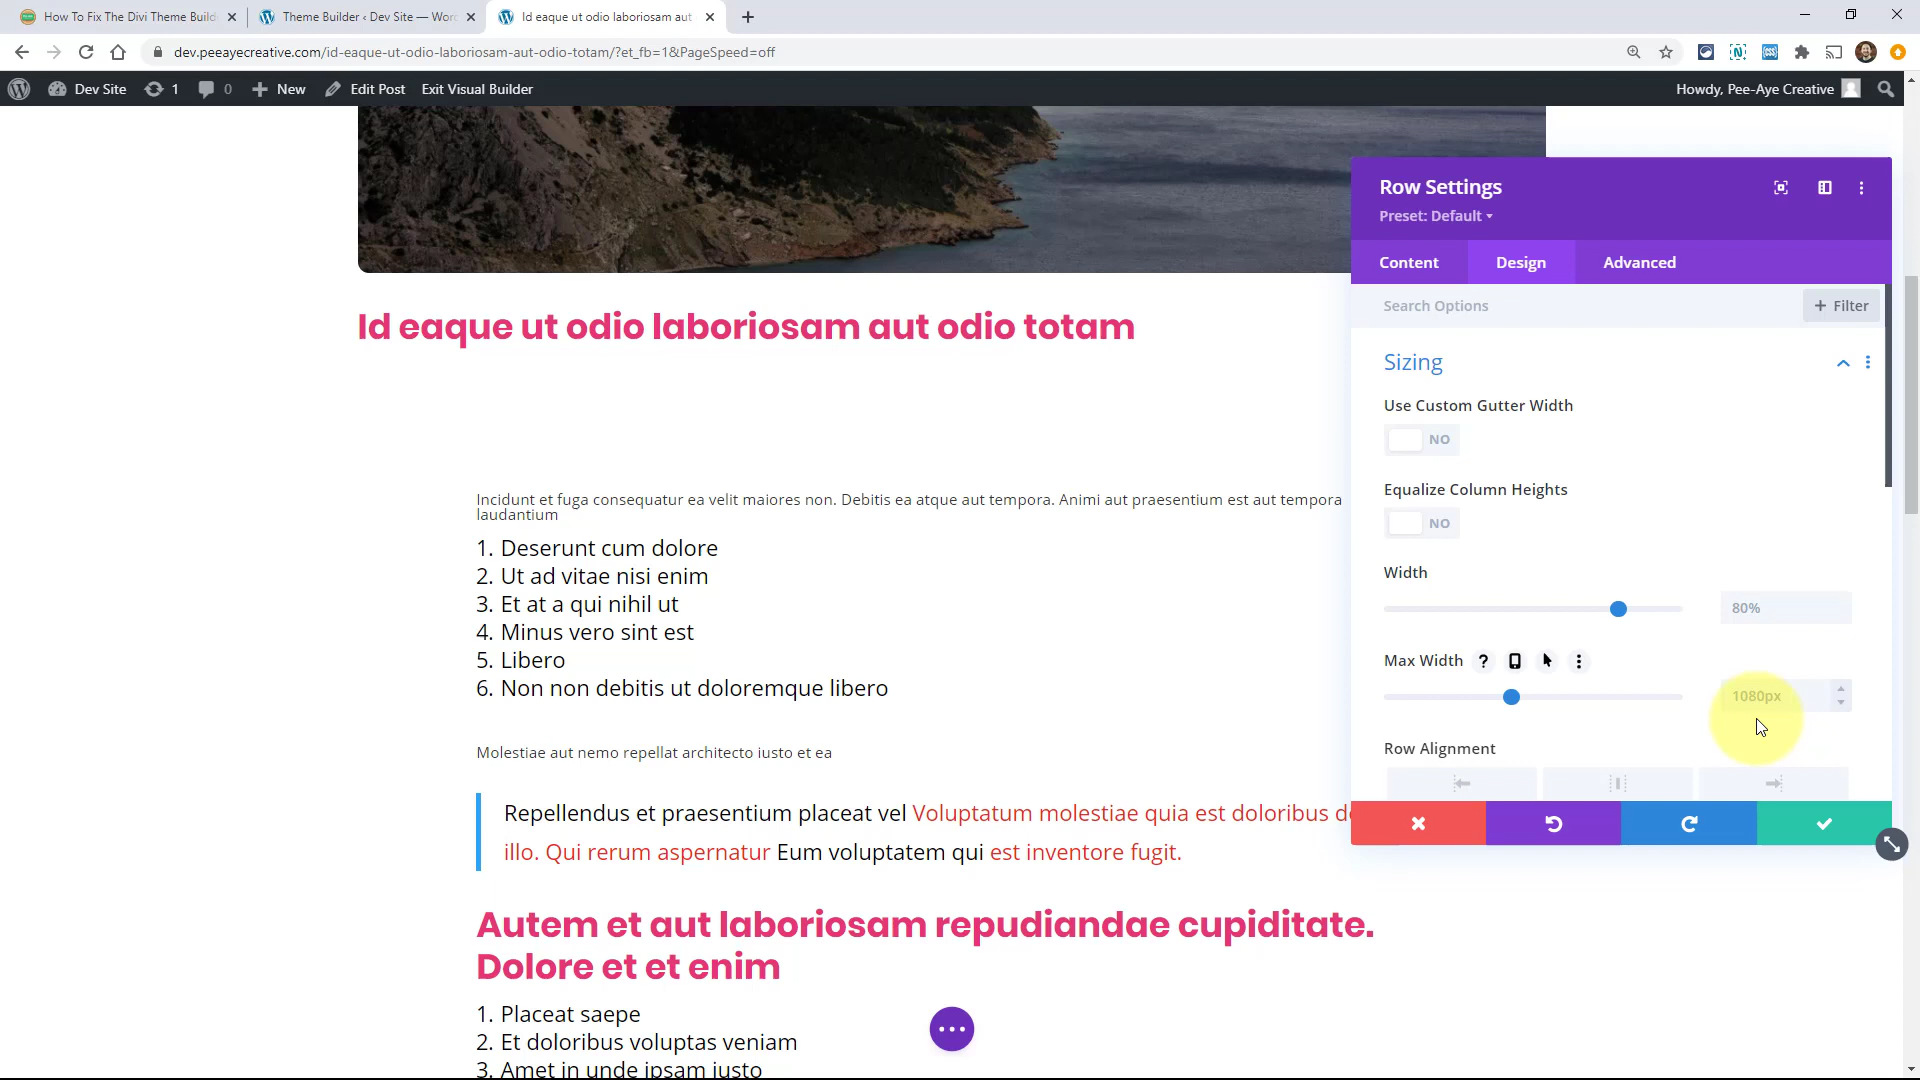 How To Fix The Divi Theme Build
Theme Builder ‹ Dev Site — Wor
Id eaque ut odio laboriosam aut
dev.peeayecreative.com/id-eaque-ut-odio-laboriosam-aut-odio-totam/?et_fb=1&PageSpeed=off
Dev Site
1
0
New
Edit Post
Exit Visual Builder
Howdy, Pee-Aye Creative
Row Settings
Preset: Default
Content
Design
Advanced
Search Options
+ Filter
Sizing
Use Custom Gutter Width
NO
Equalize Column Heights
NO
Width
80%
Max Width
1080px
Row Alignment
Id eaque ut odio laboriosam aut odio totam
Incidunt et fuga consequatur ea velit maiores non. Debitis ea atque aut tempora. Animi aut praesentium est aut tempora
laudantium
1. Deserunt cum dolore
2. Ut ad vitae nisi enim
3. Et at a qui nihil ut
4. Minus vero sint est
5. Libero
6. Non non debitis ut doloremque libero
Molestiae aut nemo repellat architecto iusto et ea
Repellendus et praesentium placeat vel Voluptatum molestiae quia est doloribus
illo. Qui rerum aspernatur Eum voluptatem qui est inventore fugit.
Autem et aut laboriosam repudiandae cupiditate.
Dolore et et enim
1. Placeat saepe
2. Et doloribus voluptas veniam
3. Amet in unde ipsam iusto